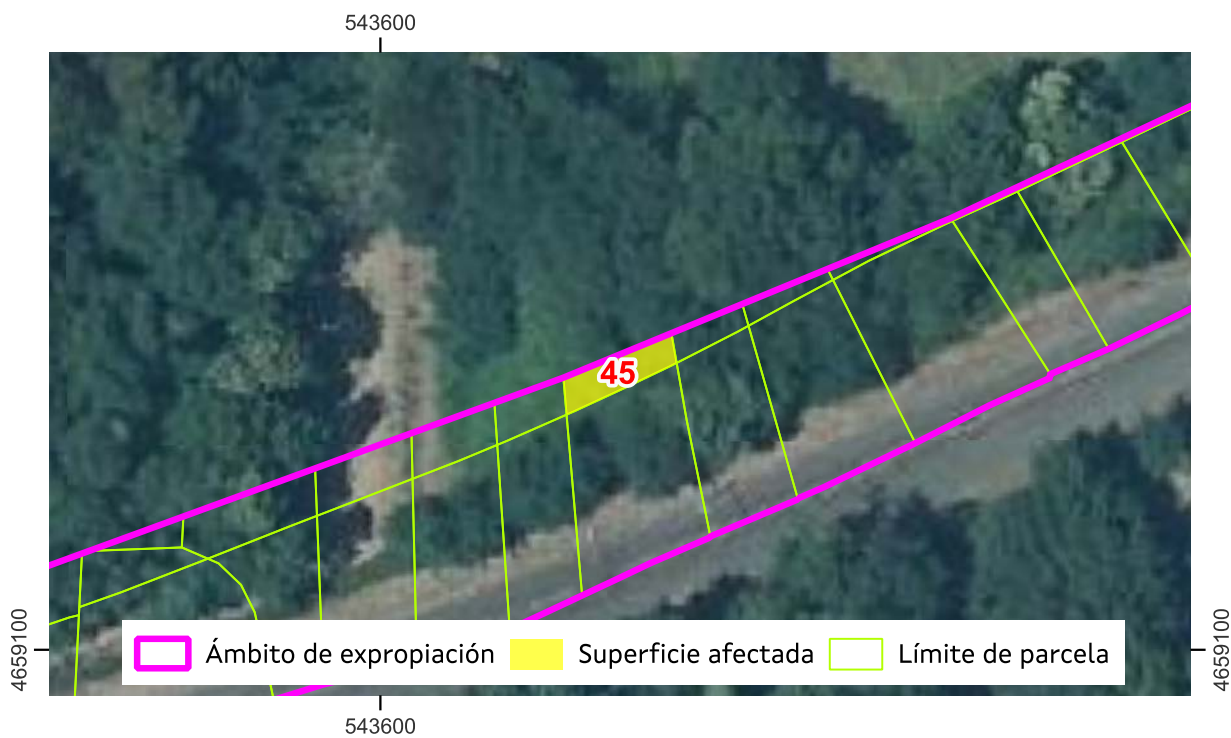 543600
45
4659100
4659100
Ámbito de expropiación
Superficie afectada
Límite de parcela
543600